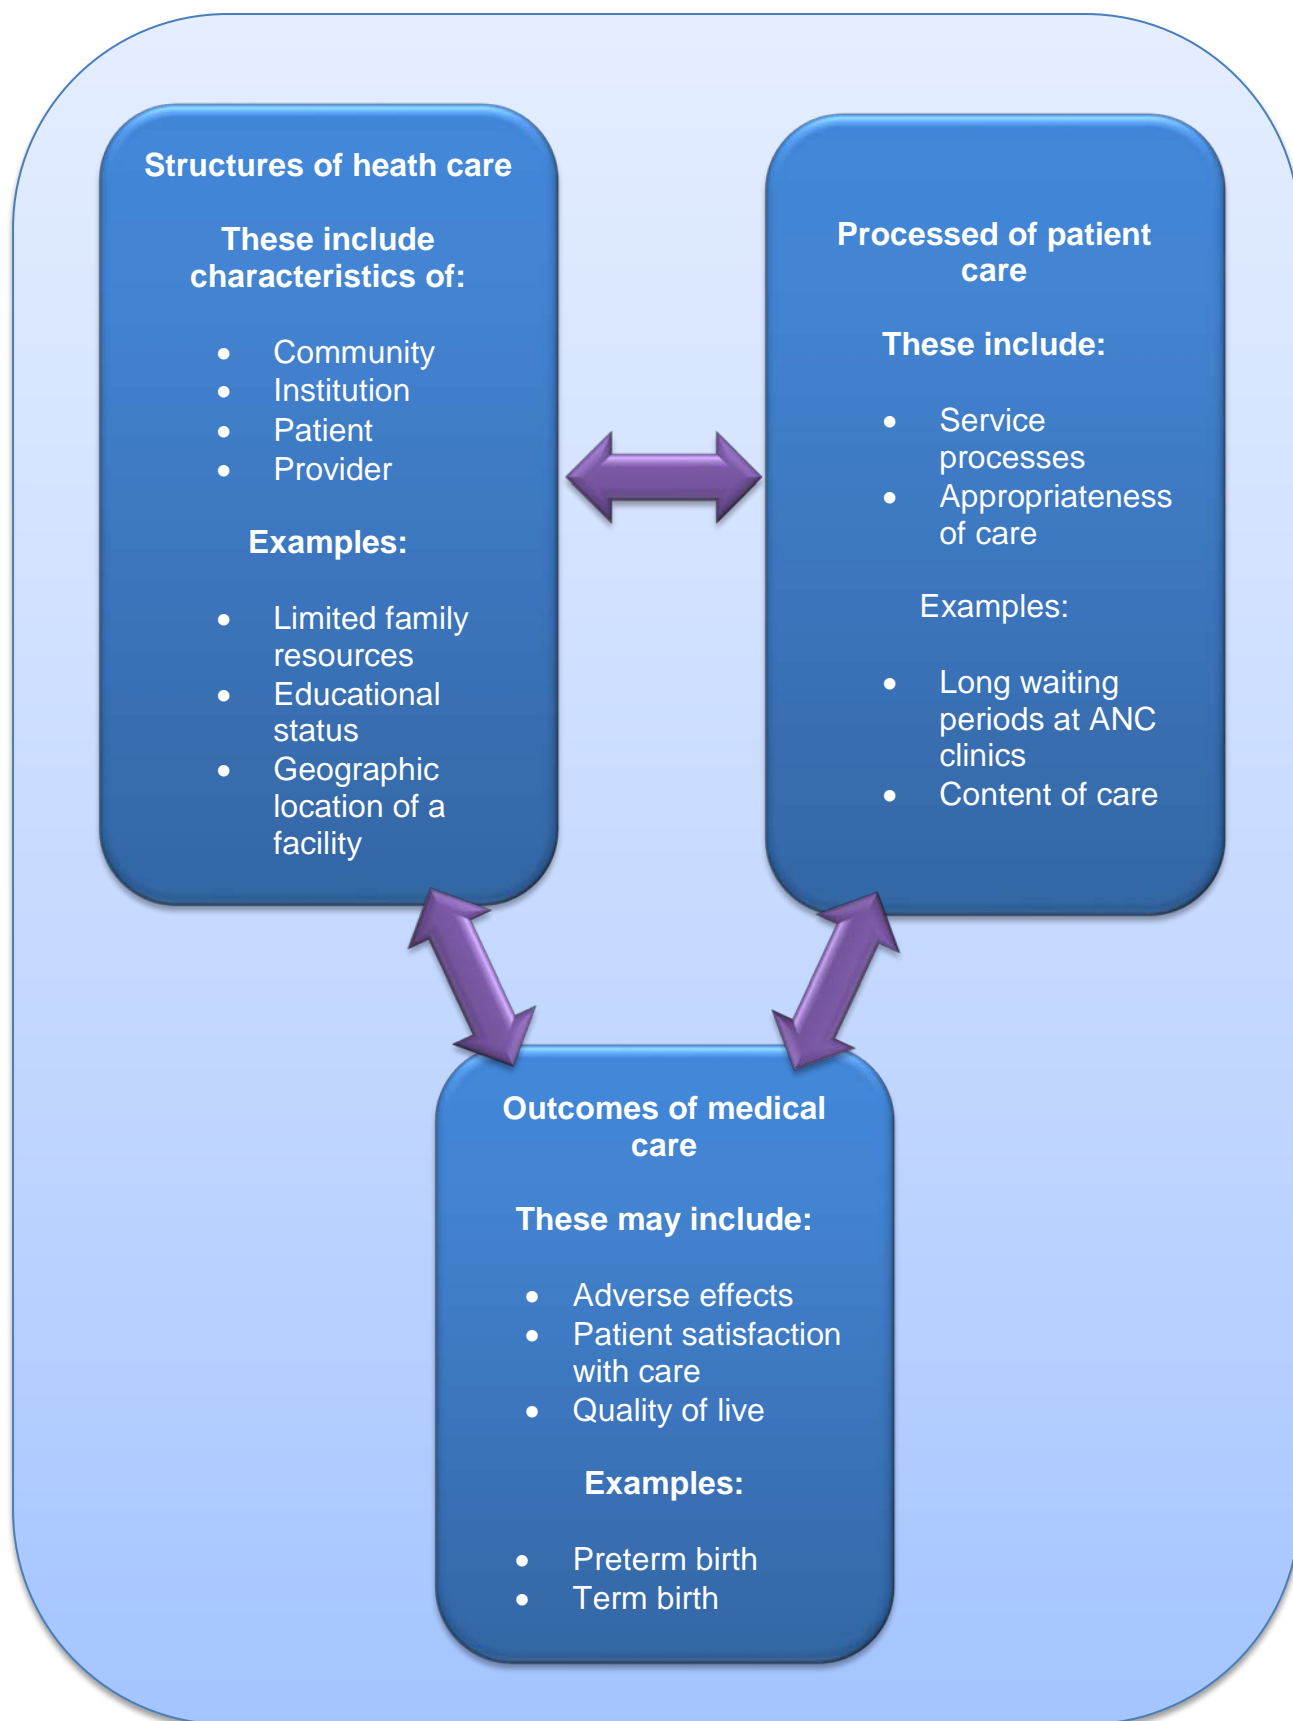 Structures of heath care
These include
characteristics of:
• Community
• Institution
• Patient
• Provider
Examples:
• Limited family
resources
• Educational
status
• Geographic
location of a
facility
Processed of patient
care
These include:
• Service
processes
• Appropriateness
of care
Examples:
• Long waiting
periods at ANC
clinics
• Content of care
Outcomes of medical
care
These may include:
• Adverse effects
• Patient satisfaction
with care
• Quality of live
Examples:
• Preterm birth
• Term birth